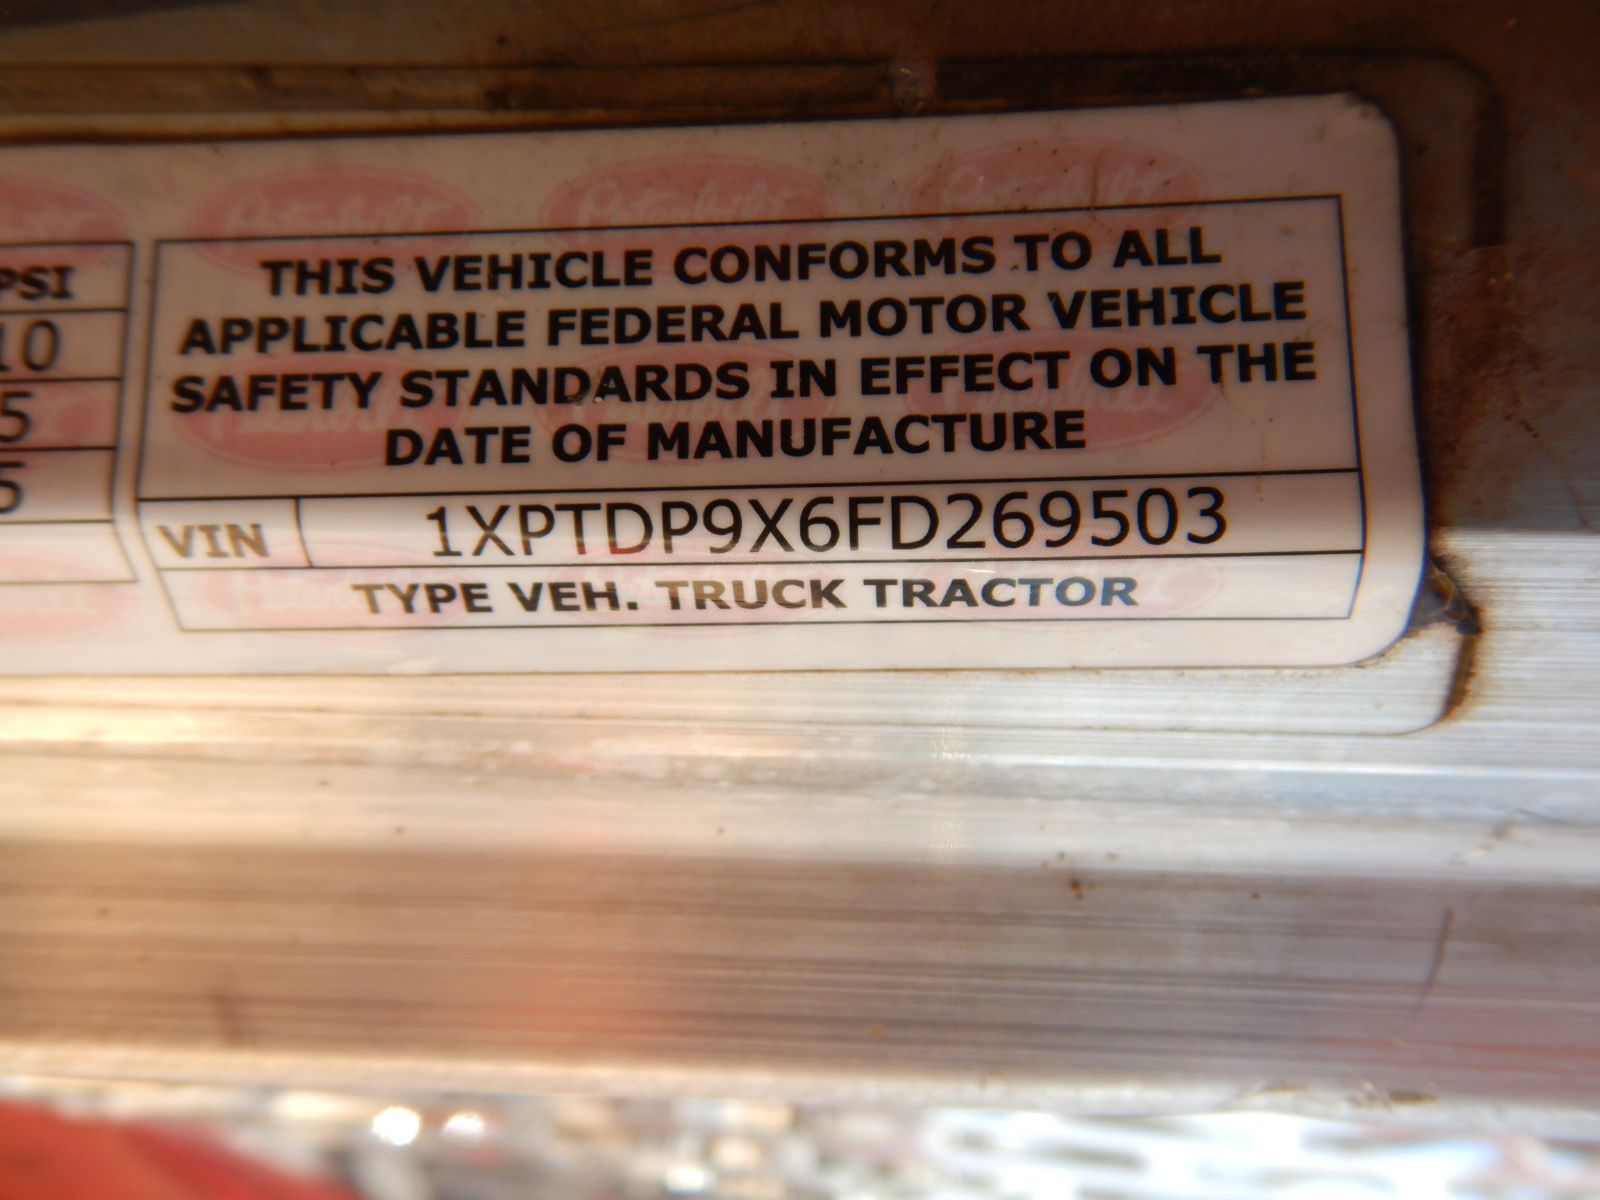 PSI
10
5
5
THIS VEHICLE CONFORMS TO ALL
APPLICABLE FEDERAL MOTOR VEHICLE
SAFETY STANDARDS IN EFFECT ON THE
DATE OF MANUFACTURE
VIN 1XPTDP9X6FD269503
TYPE VEH. TRUCK TRACTOR